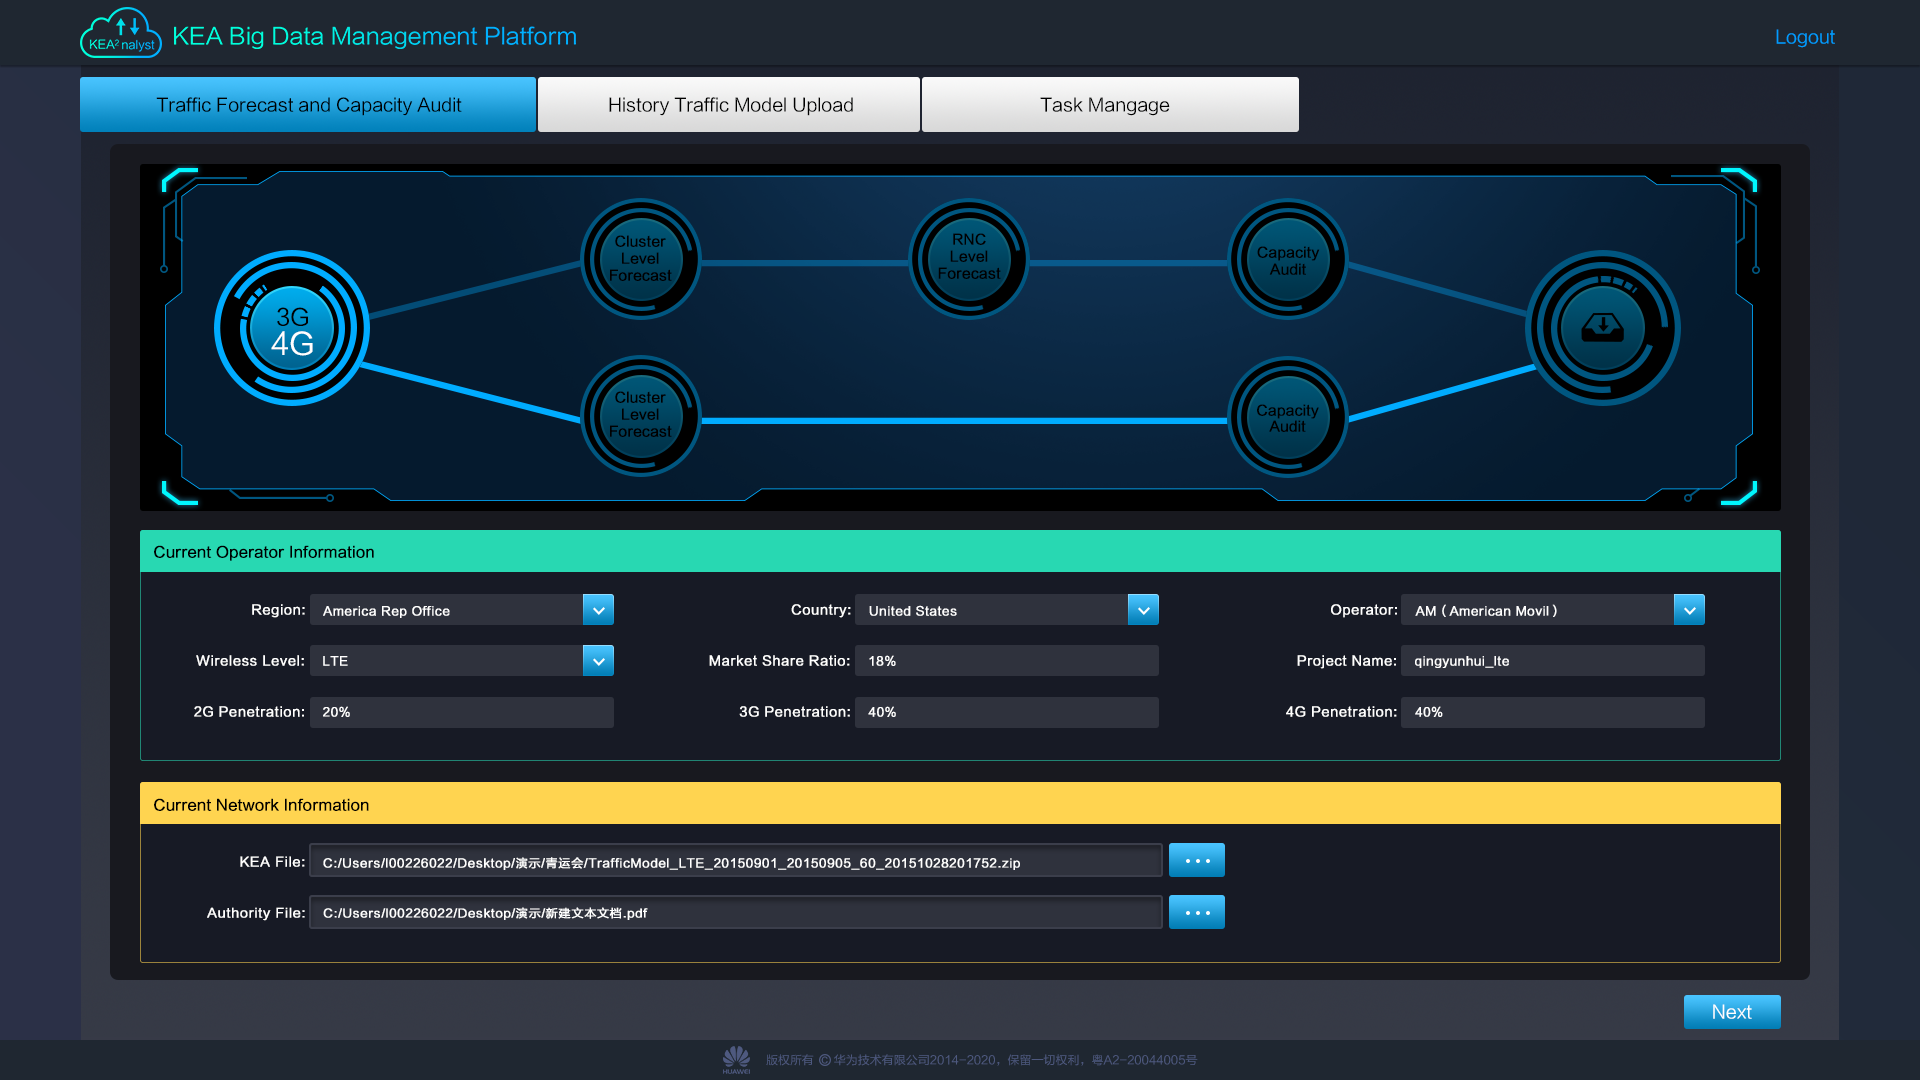 KEA²nalyst
KEA Big Data Management Platform
Logout
Traffic Forecast and Capacity Audit
History Traffic Model Upload
Task Mangage
Cluster
Level
Forecast
RNC
Level
Forecast
Capacity
Audit
3G
4G
Cluster
Level
Forecast
Capacity
Audit
Current Operator Information
Region: America Rep Office
Country: United States
Operator: AM ( American Movil )
Wireless Level: LTE
Market Share Ratio: 18%
Project Name: qingyunhui_lte
2G Penetration: 20%
3G Penetration: 40%
4G Penetration: 40%
Current Network Information
KEA File: C:/Users/l00226022/Desktop/演示/青运会/TrafficModel_LTE_20150901_20150905_60_20151028201752.zip
Authority File: C:/Users/l00226022/Desktop/演示/新建文本文档.pdf
Next
HUAWEI
版权所有 © 华为技术有限公司2014-2020，保留一切权利，粤A2-20044005号